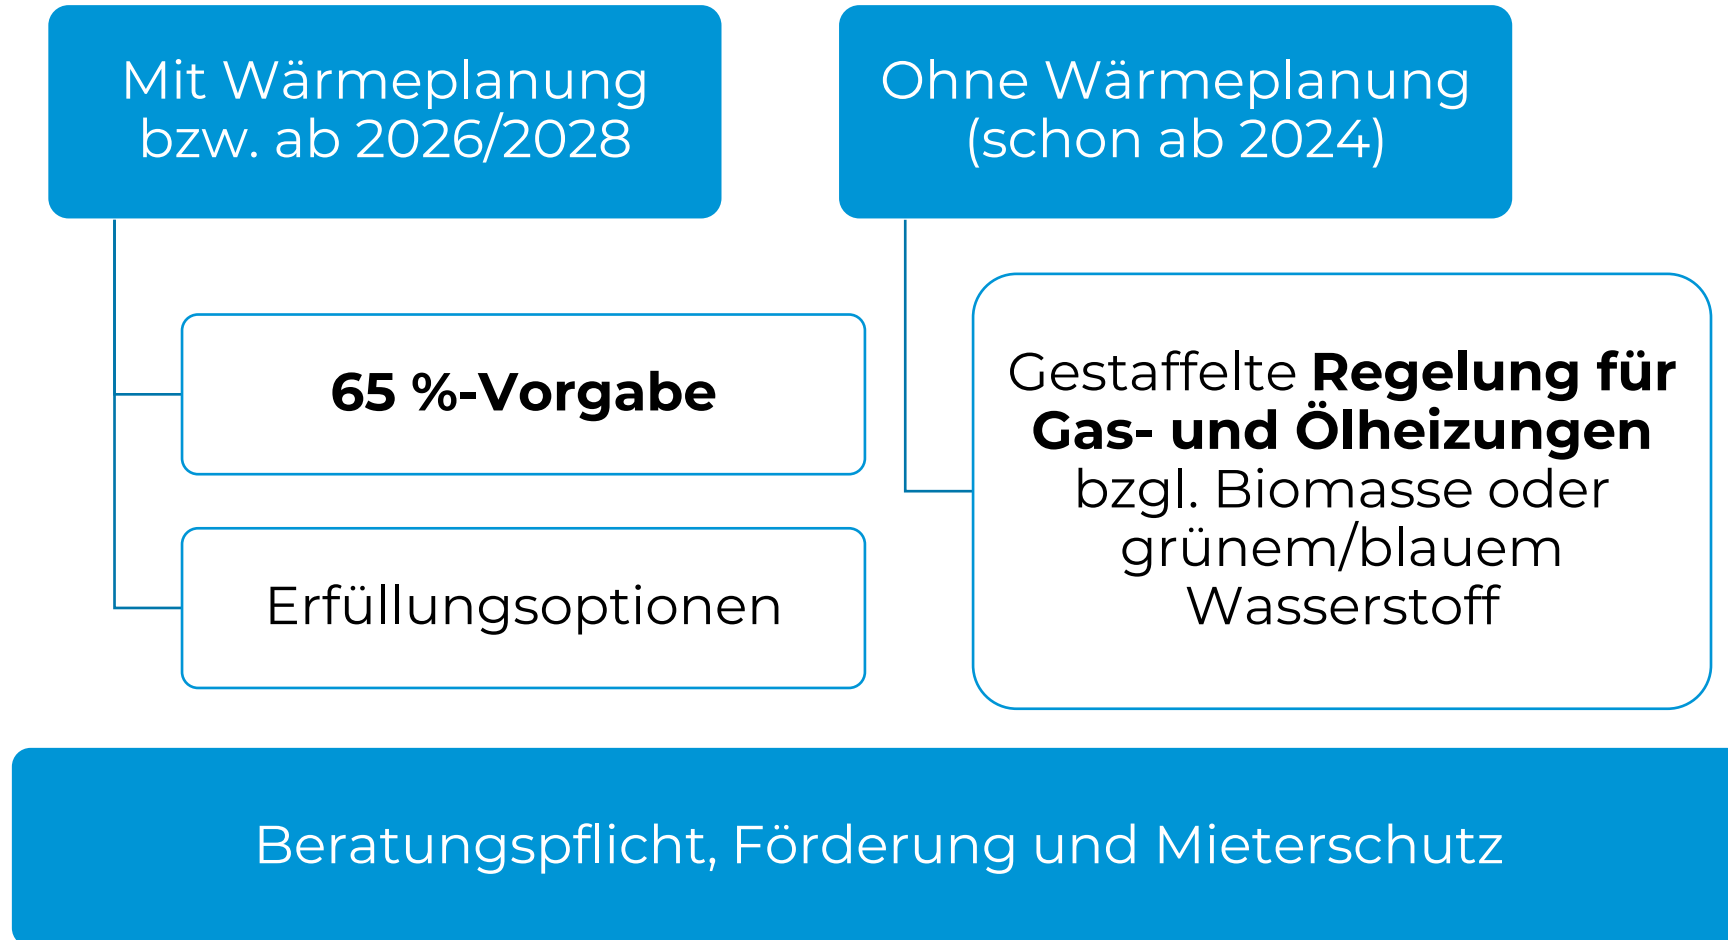 Mit Wärmeplanung
bzw. ab 2026/2028
65 %-Vorgabe
Erfüllungsoptionen
Ohne Wärmeplanung
(schon ab 2024)
Gestaffelte Regelung für
Gas- und Ölheizungen
bzgl. Biomasse oder
grünem/blauem
Wasserstoff
Beratungspflicht, Förderung und Mieterschutz